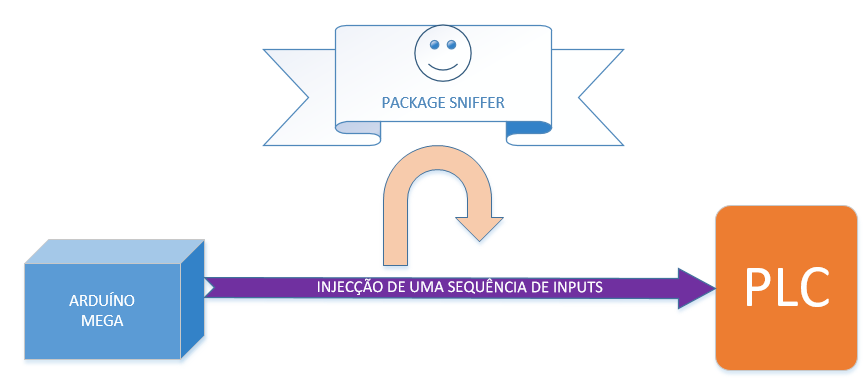 PACKAGE SNIFFER
ARDUÍNO
MEGA
INJECÇÃO DE UMA SEQUÊNCIA DE INPUTS
PLC